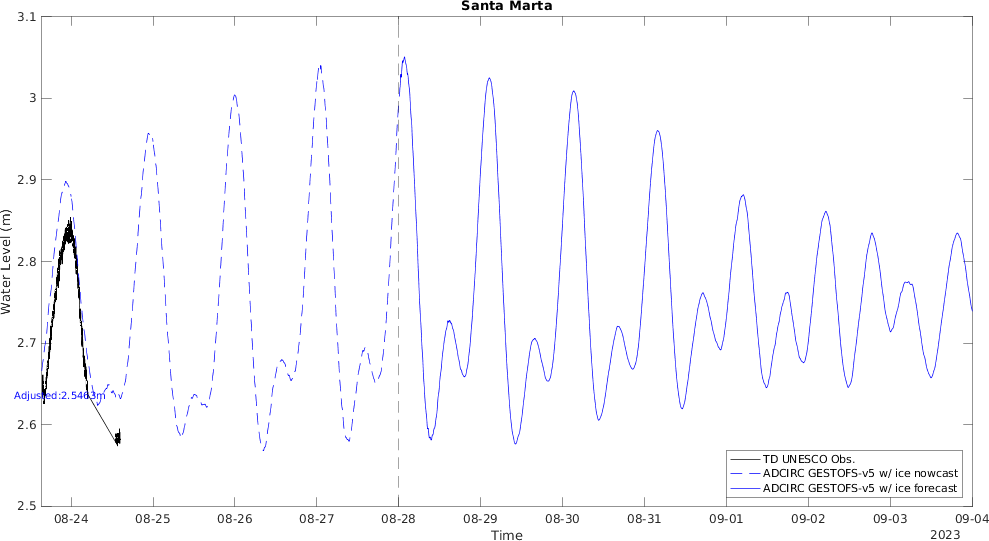 Santa Marta
3.1
3
2.9
2.8
2.7
2.6
2.5
Water Level (m)
Adjusted:2.5463m
TD UNESCO Obs.
ADCIRC GESTOFS-v5 w/ ice nowcast
ADCIRC GESTOFS-v5 w/ ice forecast
08-24 08-25 08-26 08-27 08-28 08-29 08-30 08-31 09-01 09-02 09-03 09-04
Time
2023